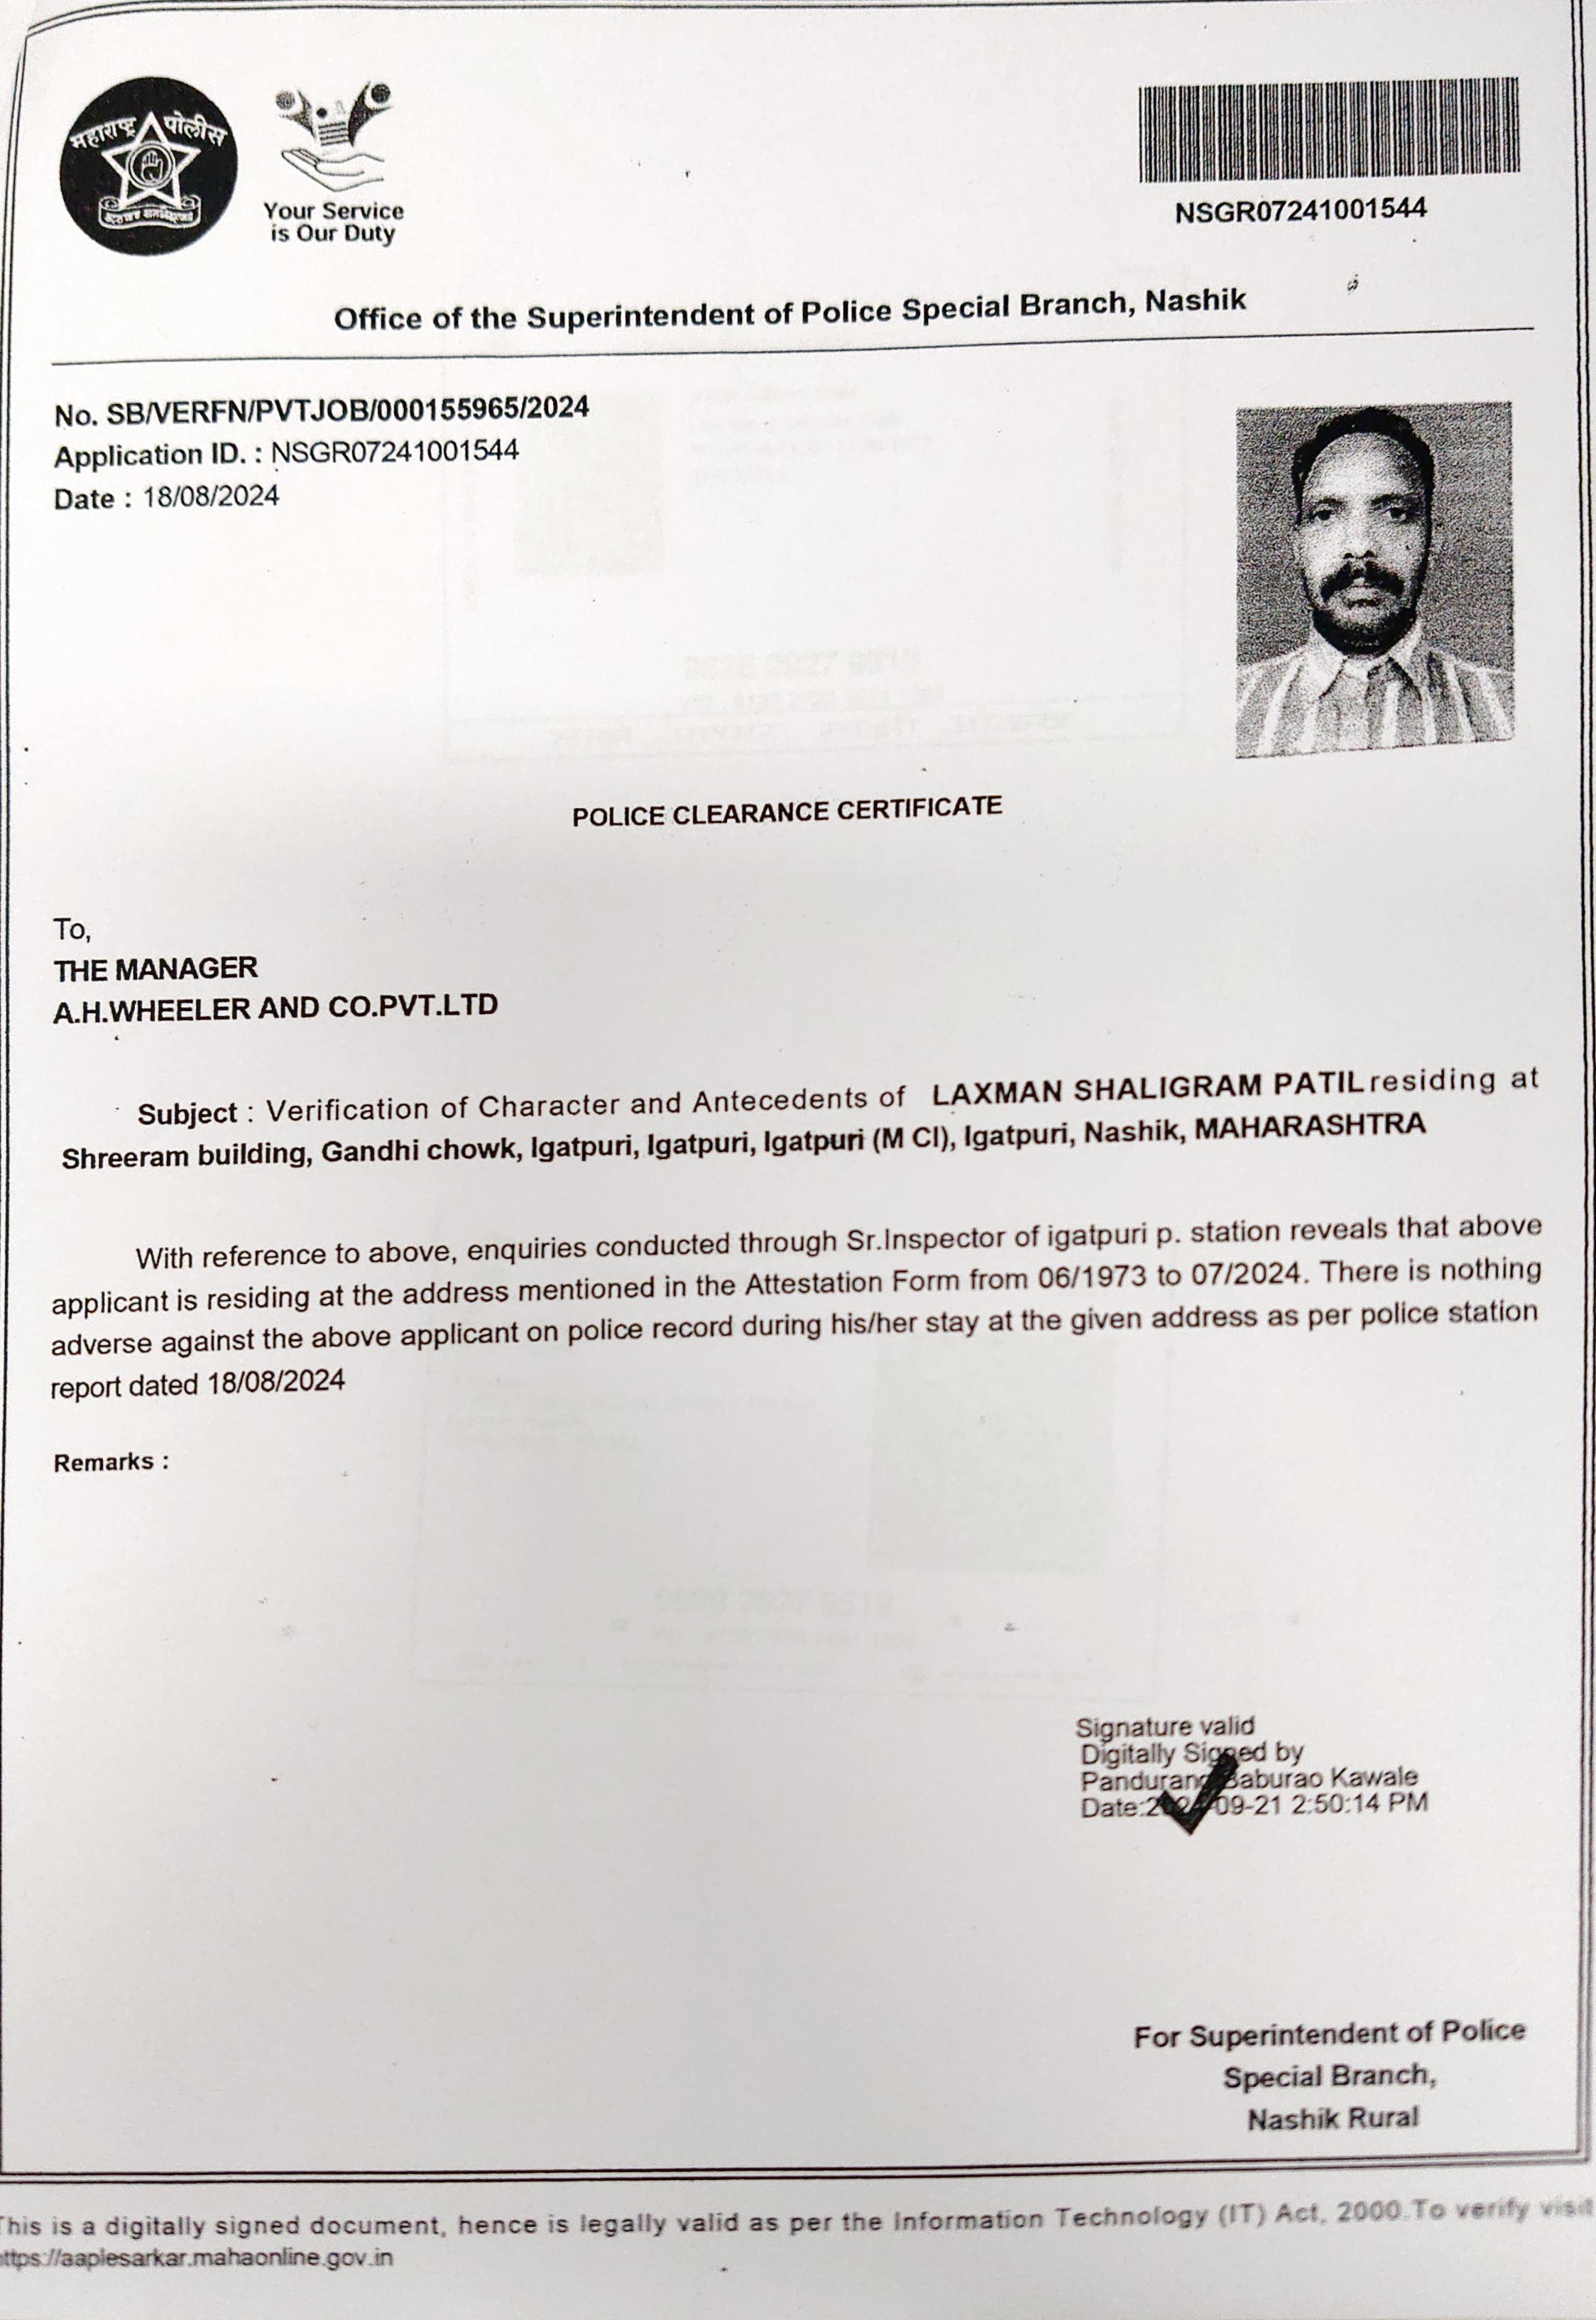 महाराष्ट्र पोलीस
Your Service
is Our Duty
NSGR07241001544
Office of the Superintendent of Police Special Branch, Nashik
No. SB/VERFN/PVTJOB/000155965/2024
Application ID. : NSGR07241001544
Date : 18/08/2024
POLICE CLEARANCE CERTIFICATE
To,
THE MANAGER
A.H.WHEELER AND CO.PVT.LTD
Subject : Verification of Character and Antecedents of LAXMAN SHALIGRAM PATIL residing at
Shreeram building, Gandhi chowk, Igatpuri, Igatpuri, Igatpuri (M Cl), Igatpuri, Nashik, MAHARASHTRA
With reference to above, enquiries conducted through Sr.Inspector of igatpuri p. station reveals that above
applicant is residing at the address mentioned in the Attestation Form from 06/1973 to 07/2024. There is nothing
adverse against the above applicant on police record during his/her stay at the given address as per police station
report dated 18/08/2024
Remarks :
Signature valid
Digitally Signed by
Pandurang Baburao Kawale
Date:2024-09-21 2:50:14 PM
For Superintendent of Police
Special Branch,
Nashik Rural
This is a digitally signed document, hence is legally valid as per the Information Technology (IT) Act, 2000.To verify visit
https://aaplesarkar.mahaonline.gov.in